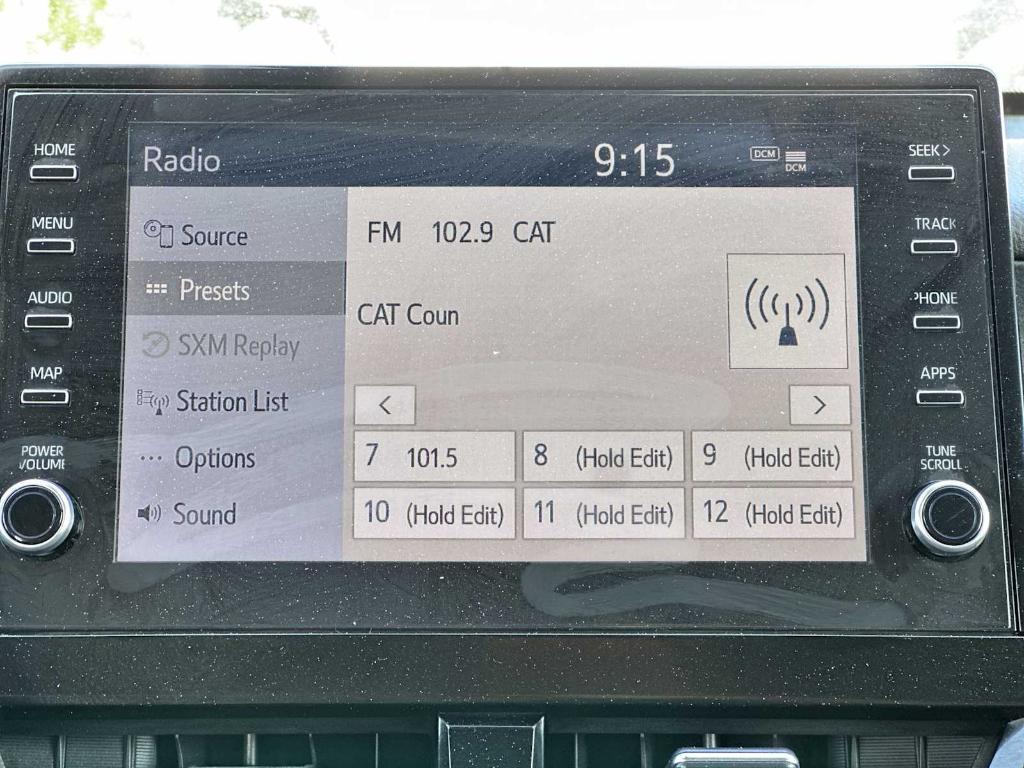 HOME
MENU
AUDIO
MAP
POWER
VOLUME
Radio
9:15
DCM
DCM
Source
Presets
SXM Replay
Station List
Options
Sound
FM 102.9 CAT
CAT Coun
<
>
7 101.5
8 (Hold Edit)
9 (Hold Edit)
10 (Hold Edit)
11 (Hold Edit)
12 (Hold Edit)
SEEK>
TRACK
PHONE
APPS
TUNE
SCROLL